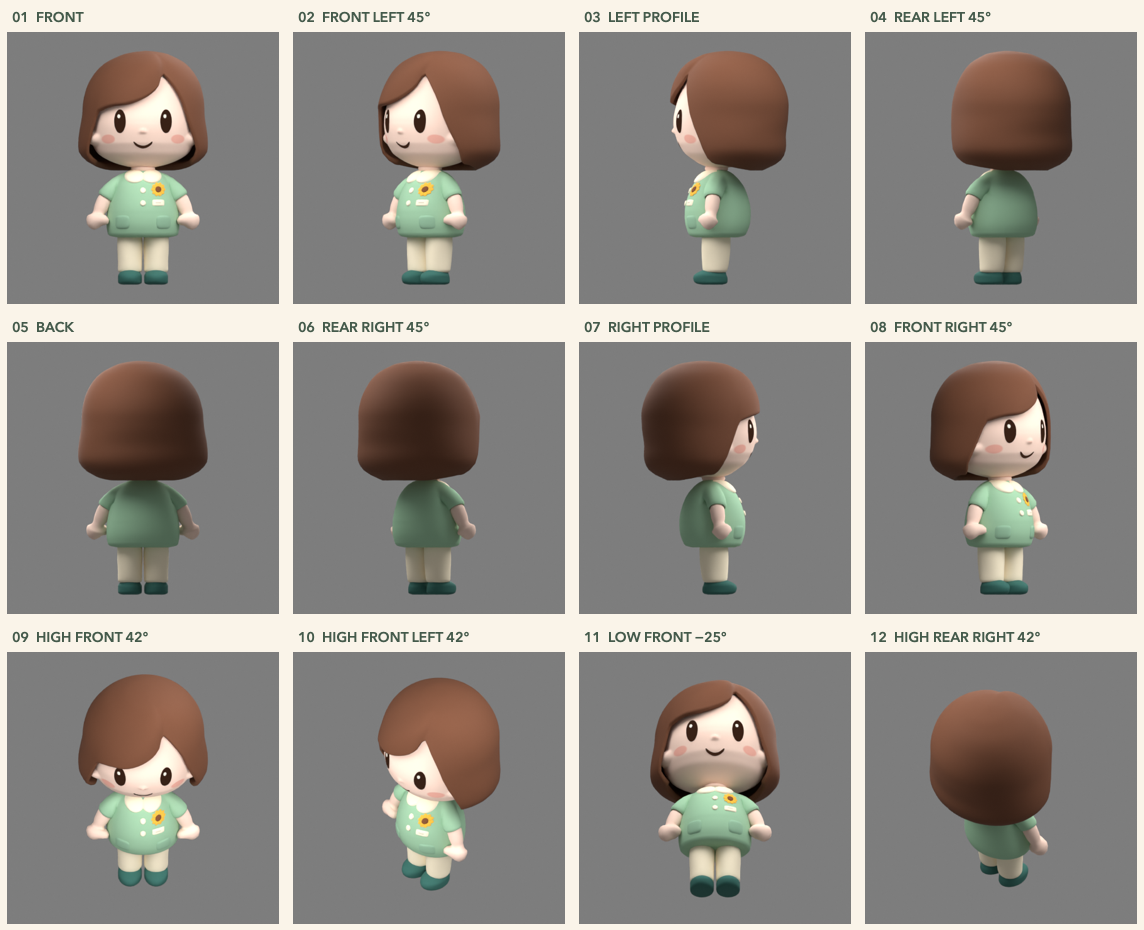 01 FRONT
02 FRONT LEFT 45°
03 LEFT PROFILE
04 REAR LEFT 45°
05 BACK
06 REAR RIGHT 45°
07 RIGHT PROFILE
08 FRONT RIGHT 45°
09 HIGH FRONT 42°
10 HIGH FRONT LEFT 42°
11 LOW FRONT −25°
12 HIGH REAR RIGHT 42°